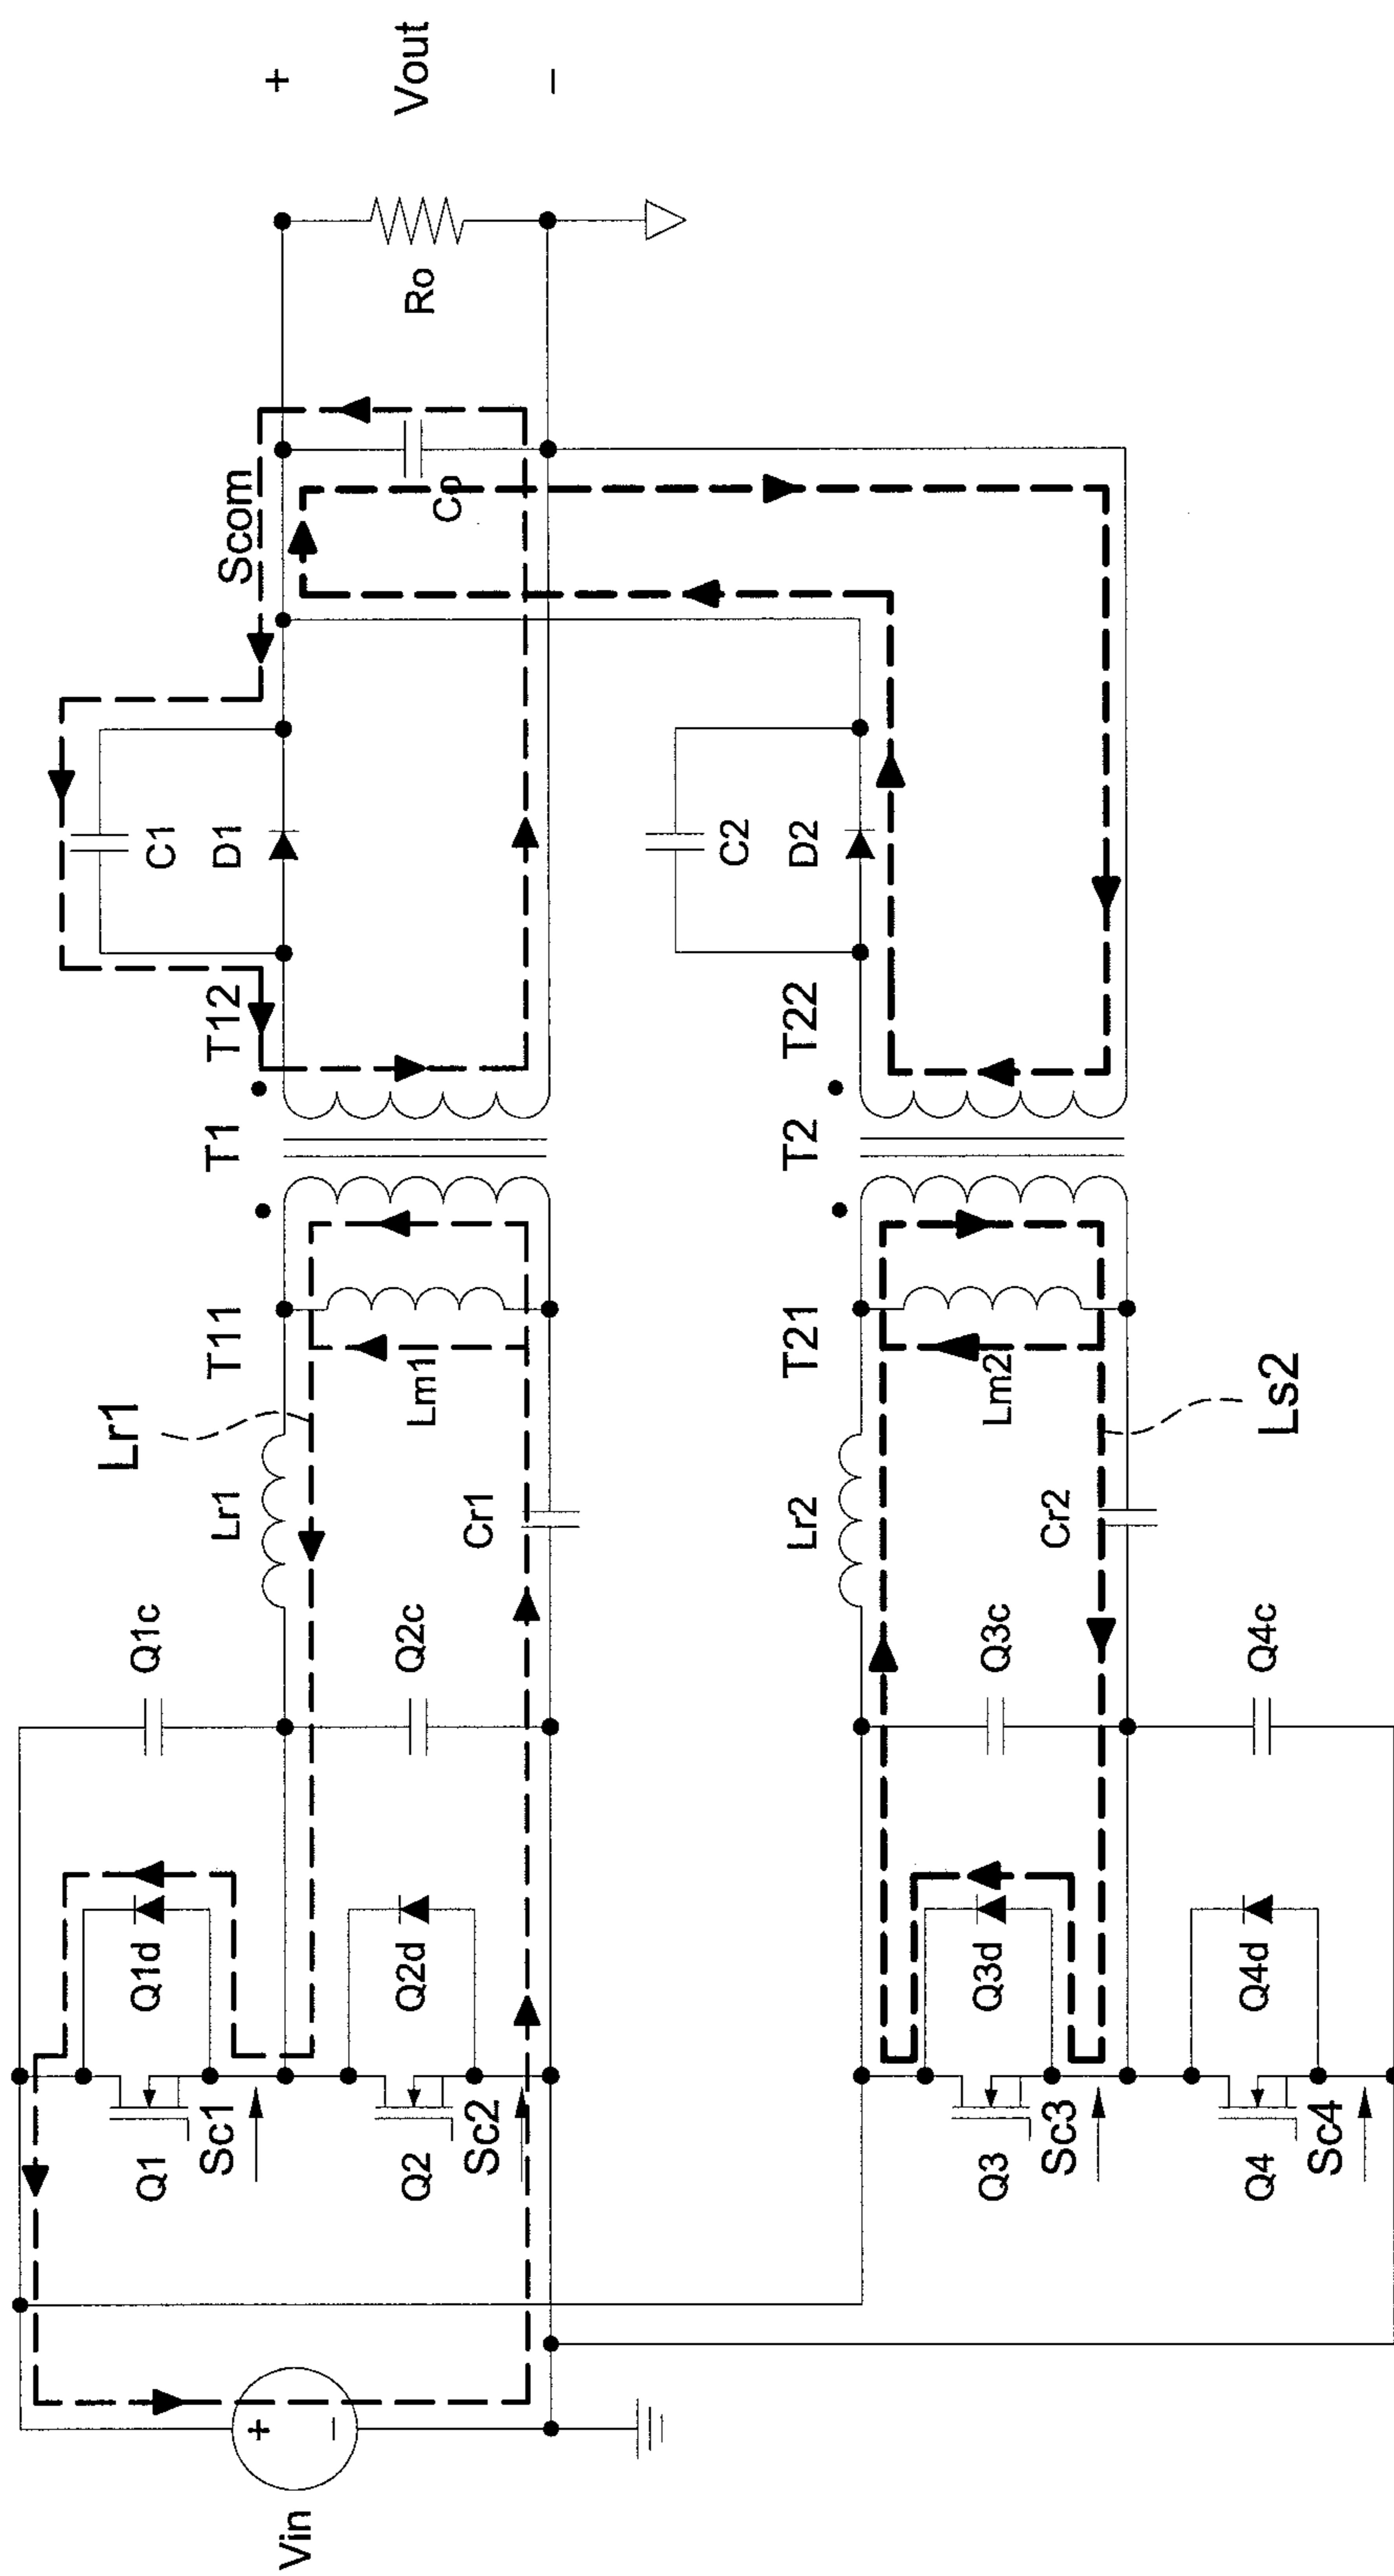 Vin
+
−
Q1
Sc1
Q1d
Q1c
Q2
Sc2
Q2d
Q2c
Lr1
Lr1
Cr1
T11
Lm1
T1
T12
C1
D1
Scom
Co
Ro
+
Vout
−
Q3
Sc3
Q3d
Q3c
Q4
Sc4
Q4d
Q4c
Lr2
Cr2
Ls2
T21
Lm2
T2
T22
C2
D2